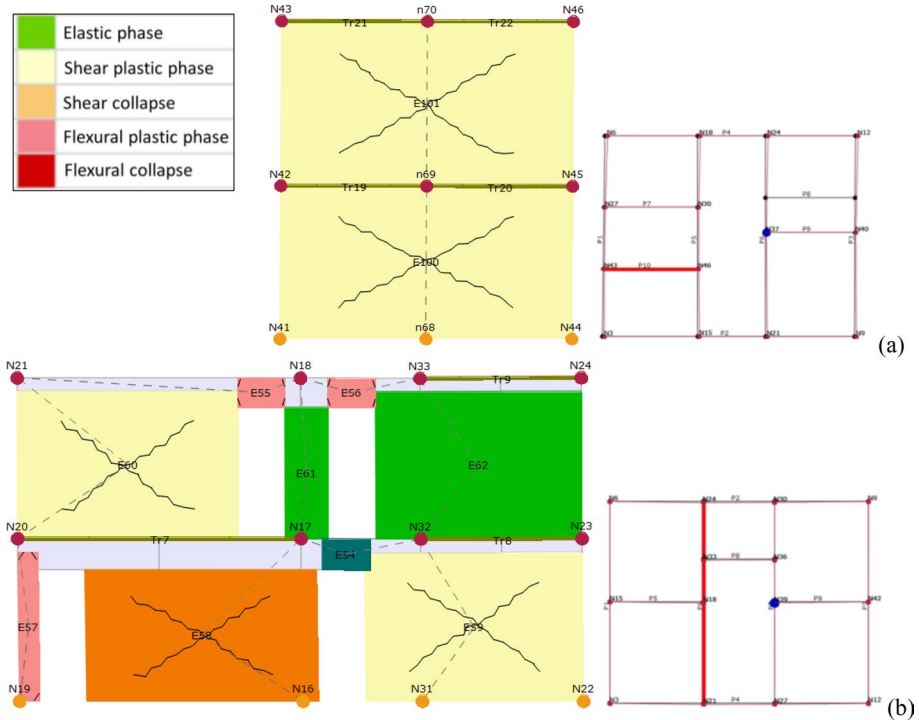 Elastic phase
Shear plastic phase
Shear collapse
Flexural plastic phase
Flexural collapse
N43 n70 N46
Tr21 Tr22
E101
N42 n69 N45
Tr19 Tr20
E100
N41 n68 N44
N6 N18 P4 N24 N12
P8
N27 P7 N30
N37 P9 N40
P1 P5 P6 P3
N43 P10 N46
N3 N15 P2 N21 N9
(a)
N21 N18 N33 N24
E55 E56 Tr9
E60 E61 E62
N20 N17 N32 N23
Tr7 E54 Tr8
E57 E58 E59
N19 N16 N31 N22
N6 N24 P2 N30 N9
N33 P8 N36
N15 P5 N18 N39 P9 N42
N3 N21 P4 N27 N12
(b)